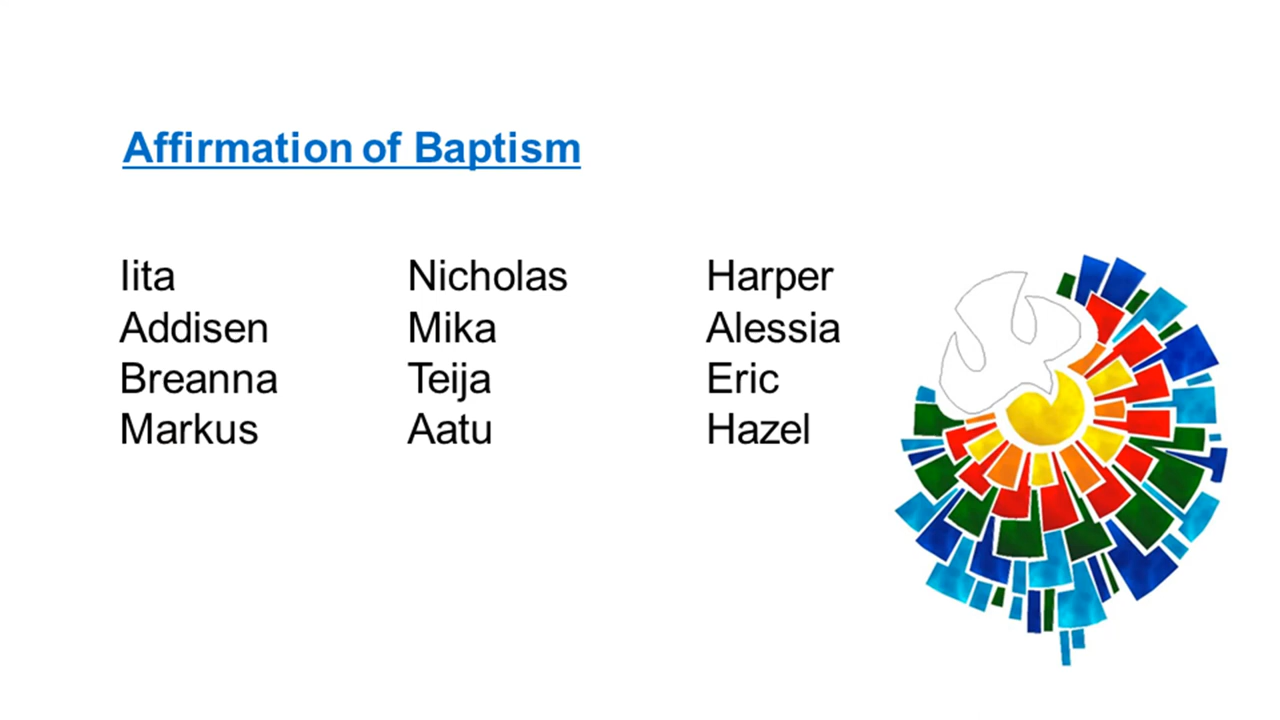 Affirmation of Baptism
Iita Nicholas Harper
Addisen Mika Alessia
Breanna Teija Eric
Markus Aatu Hazel